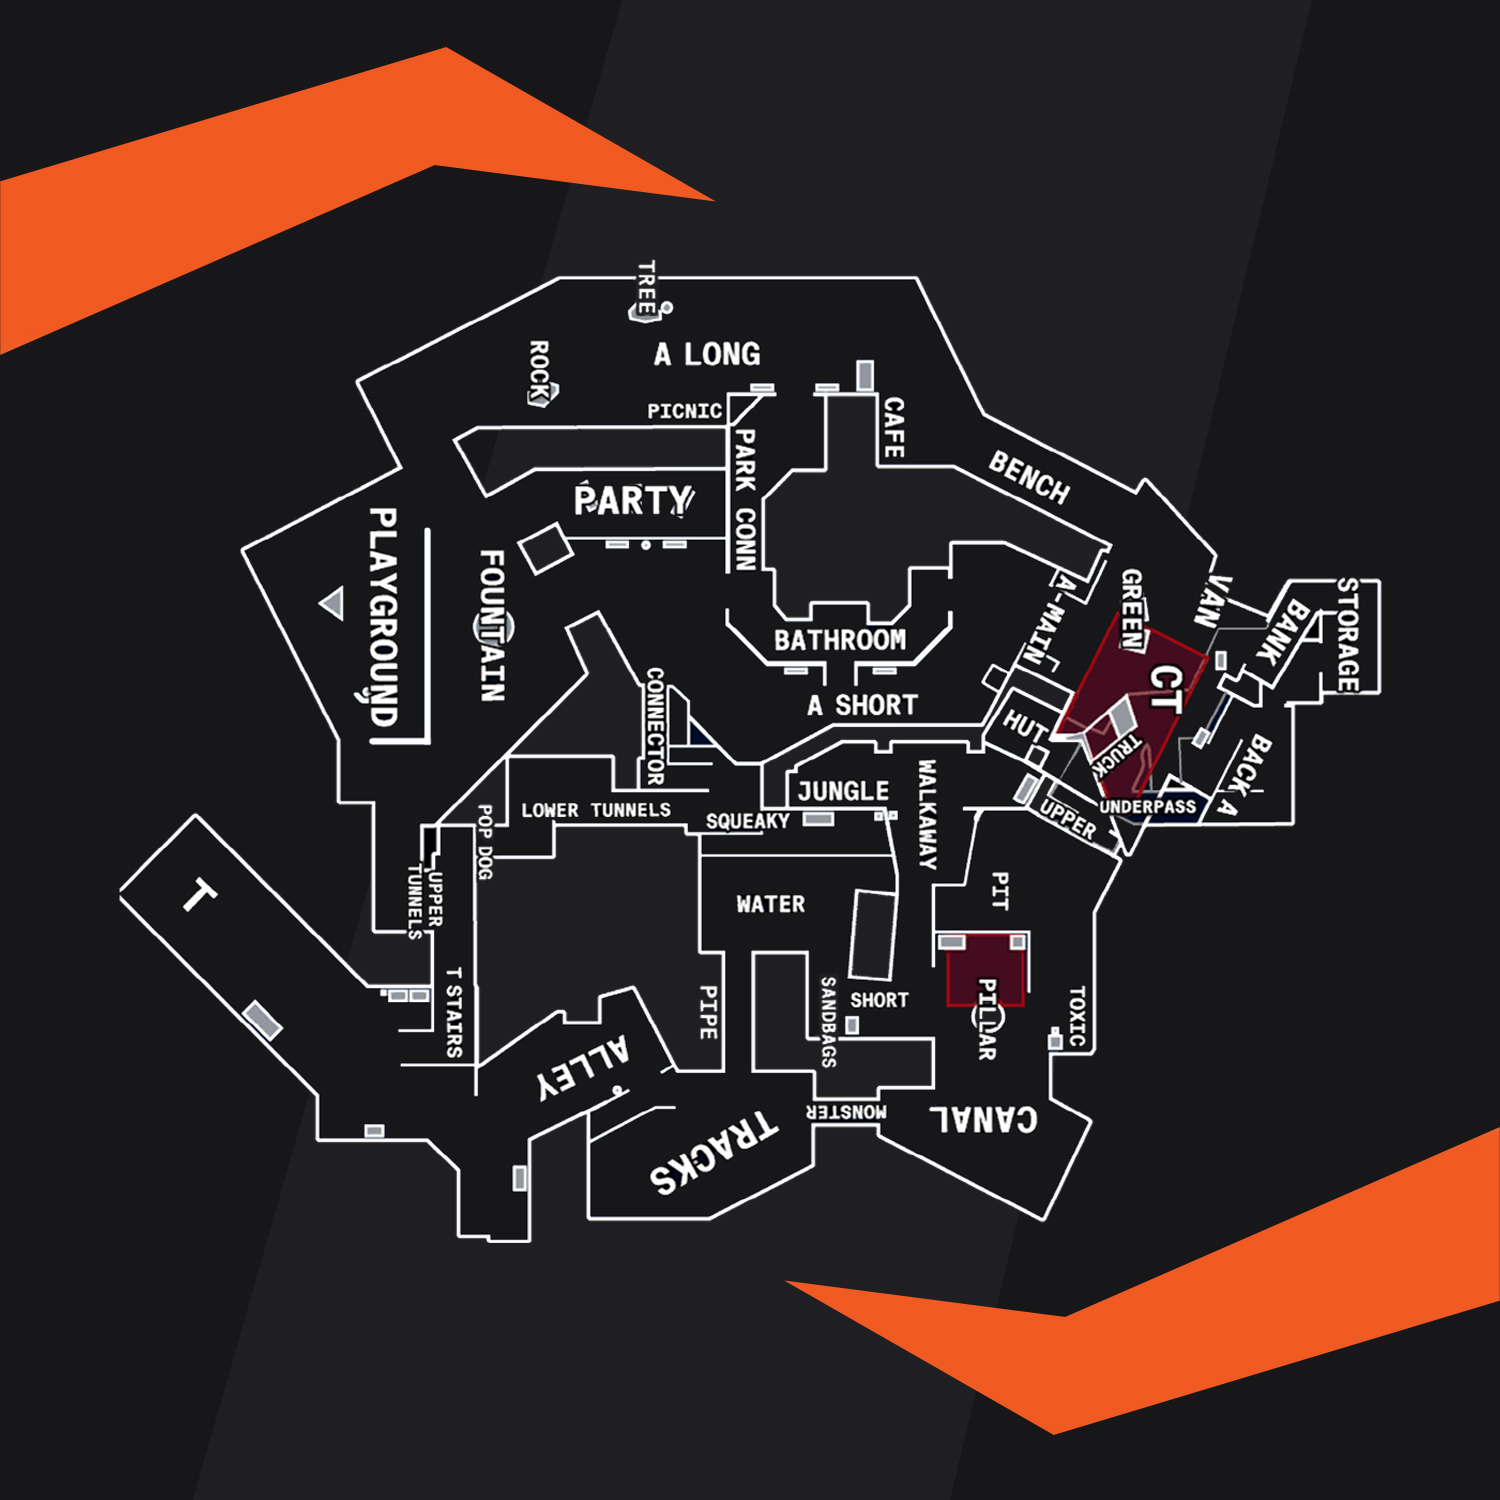 TREE
ROCK
A LONG
PICNIC
CAFE
PARK CONN
BENCH
PARTY
PLAYGROUND
FOUNTAIN
BATHROOM
A-MAIN
GREEN
VAN
BANK
STORAGE
CT
CONNECTOR
A SHORT
HUT
TRUCK
BACK A
JUNGLE
WALKAWAY
LOWER TUNNELS
SQUEAKY
UPPER
UNDERPASS
POP DOG
UPPER
TUNNELS
T
WATER
PIT
T STAIRS
PIPE
SANDBAGS
SHORT
PILLAR
TOXIC
ALLEY
TRACKS
MONSTER
CANAL